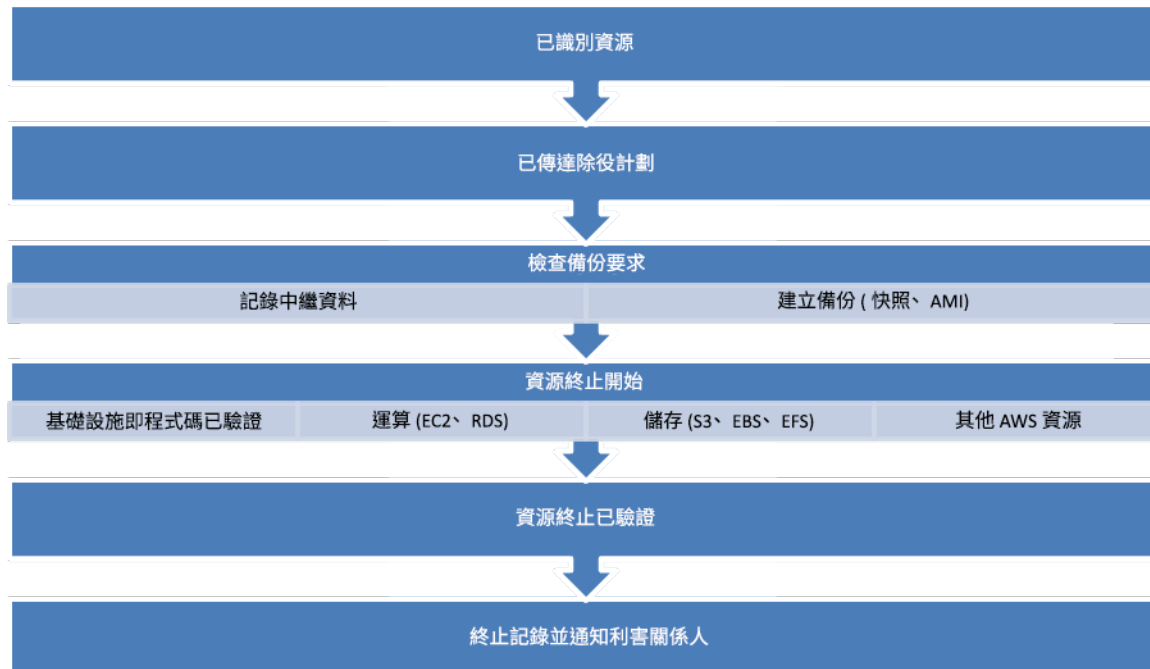 已識別資源
已傳達除役計劃
檢查備份要求
記錄中繼資料
建立備份 ( 快照、 AMI)
資源終止開始
基礎設施即程式碼已驗證
運算 (EC2、 RDS)
儲存 (S3、 EBS、 EFS)
其他 AWS 資源
資源終止已驗證
終止記錄並通知利害關係人